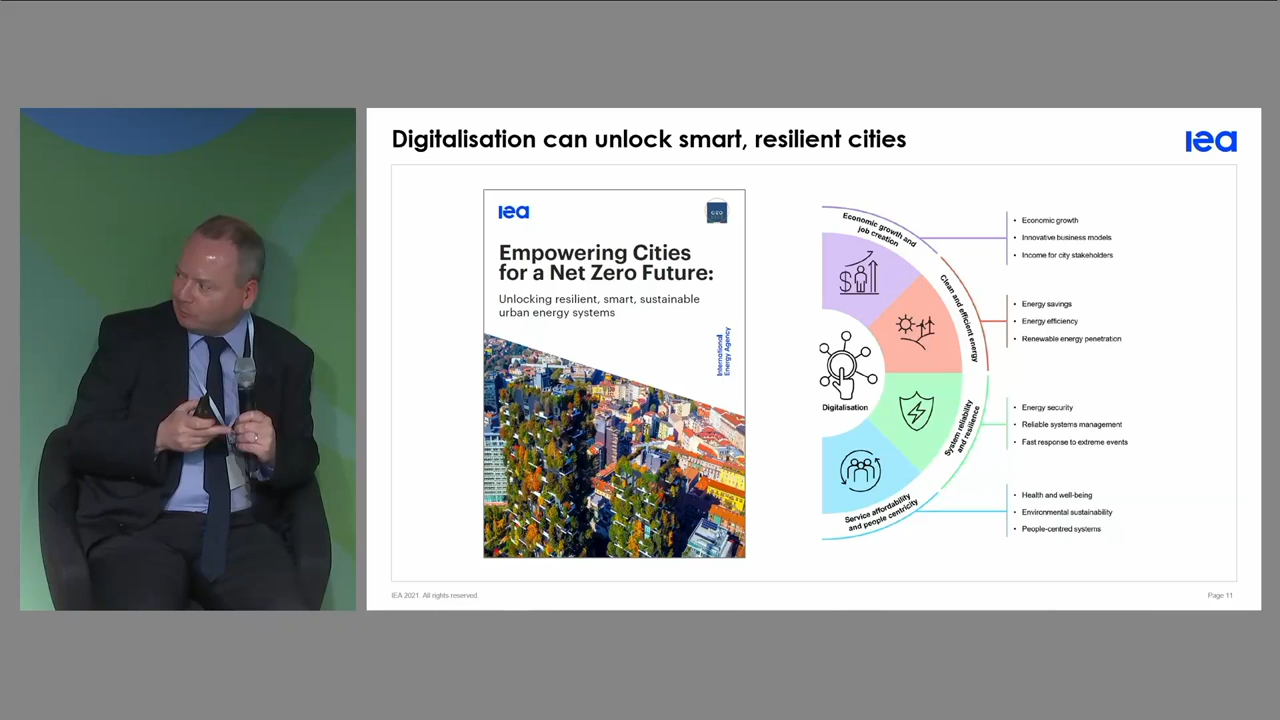 Digitalisation can unlock smart, resilient cities
iea
iea
Empowering Cities
for a Net Zero Future:
Unlocking resilient, smart, sustainable
urban energy systems
International
Energy Agency
Economic growth and
job creation
Clean and efficient energy
System reliability
and resilience
Service affordability
and people centricity
Digitalisation
• Economic growth
• Innovative business models
• Income for city stakeholders
• Energy savings
• Energy efficiency
• Renewable energy penetration
• Energy security
• Reliable systems management
• Fast response to extreme events
• Health and well-being
• Environmental sustainability
• People-centred systems
IEA 2021. All rights reserved.
Page 11